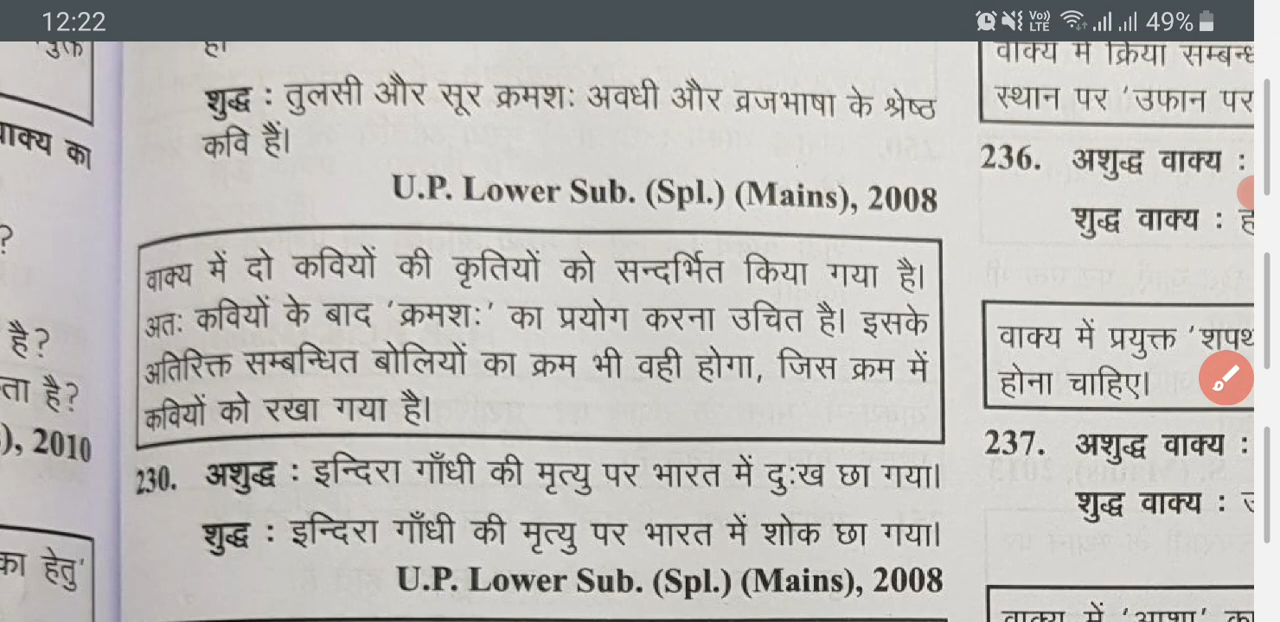 12:22
Vo)) LTE
49%
शुद्ध : तुलसी और सूर क्रमशः अवधी और व्रजभाषा के श्रेष्ठ
कवि हैं।
U.P. Lower Sub. (Spl.) (Mains), 2008
वाक्य में दो कवियों की कृतियों को सन्दर्भित किया गया है।
अतः कवियों के बाद 'क्रमशः' का प्रयोग करना उचित है। इसके
अतिरिक्त सम्बन्धित बोलियों का क्रम भी वही होगा, जिस क्रम में
कवियों को रखा गया है।
230. अशुद्ध : इन्दिरा गाँधी की मृत्यु पर भारत में दुःख छा गया।
शुद्ध : इन्दिरा गाँधी की मृत्यु पर भारत में शोक छा गया।
U.P. Lower Sub. (Spl.) (Mains), 2008
का
?
है?
है?
), 2010
का हेतु'
वाक्य में क्रिया
स्थान पर 'उफान पर
236. अशुद्ध वाक्य :
शुद्ध वाक्य :
वाक्य में प्रयुक्त
होना चाहिए।
237. अशुद्ध वाक्य :
शुद्ध वाक्य :
वाक्य में 'आशा'